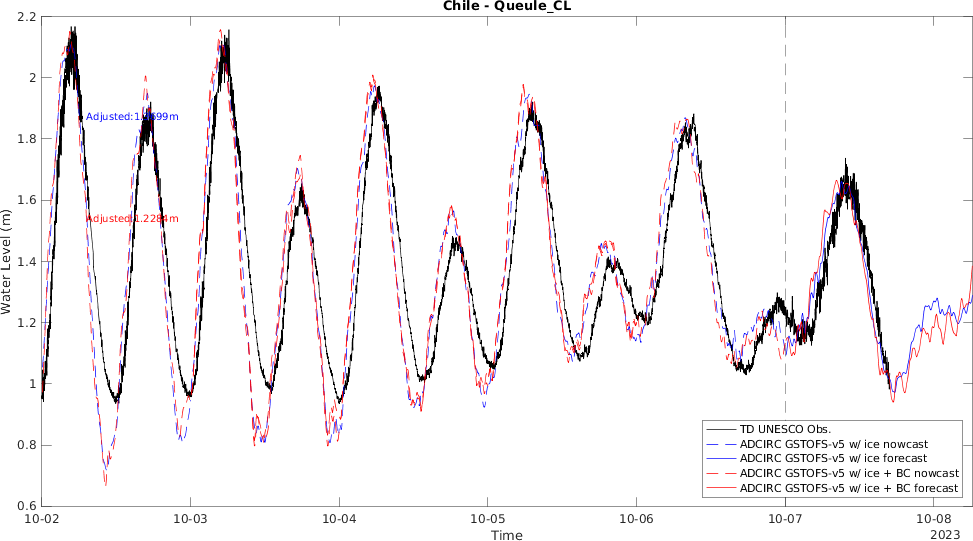 Chile - Queule_CL
2.2
2
1.8
1.6
1.4
1.2
1
0.8
0.6
Water Level (m)
Adjusted:1.
699m
Adjusted:1.2284m
TD UNESCO Obs.
ADCIRC GSTOFS-v5 w/ ice nowcast
ADCIRC GSTOFS-v5 w/ ice forecast
ADCIRC GSTOFS-v5 w/ ice + BC nowcast
ADCIRC GSTOFS-v5 w/ ice + BC forecast
10-02
10-03
10-04
10-05
10-06
10-07
10-08
Time
2023